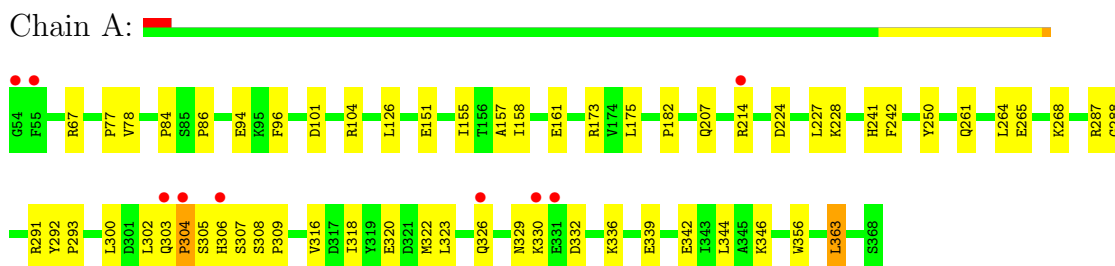 Chain A:
G54 F55 R67 P77 V78 P84 S85 P86 E94 K95 F96 D101 R104 L126 E151 I155 T156 A157 I158 E161 R173 V174 L175 P182 Q207 R214 D224 L227 K228 H241 F242 Y250 Q261 L264 E265 K268 R287 G288
R291 Y292 P293 L300 D301 L302 Q303 P304 S305 H306 S307 S308 P309 V316 D317 I318 Y319 E320 D321 M322 L323 Q326 N329 K330 E331 D332 K336 E339 E342 I343 L344 A345 K346 W356 L363 S368